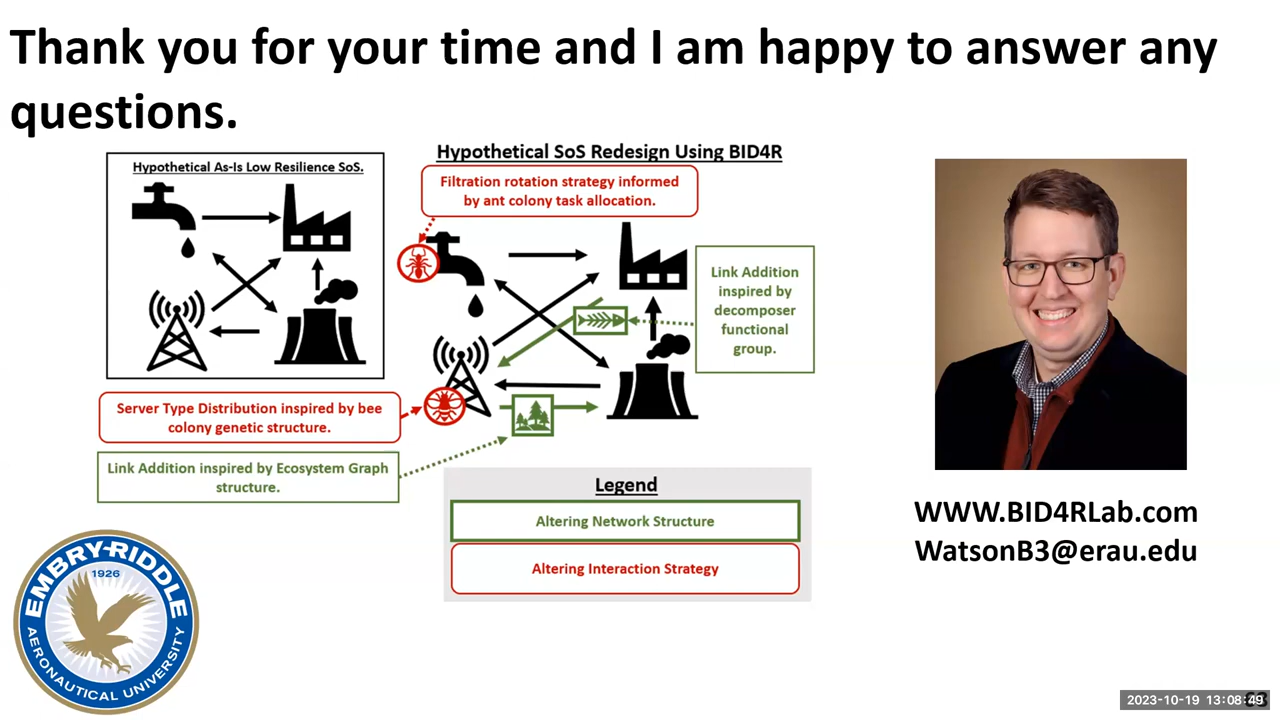 Thank you for your time and I am happy to answer any
questions.
Hypothetical As-Is Low Resilience SoS.
Hypothetical SoS Redesign Using BID4R
Filtration rotation strategy informed
by ant colony task allocation.
Link Addition
inspired by
decomposer
functional
group.
Server Type Distribution inspired by bee
colony genetic structure.
Link Addition inspired by Ecosystem Graph
structure.
Legend
Altering Network Structure
Altering Interaction Strategy
WWW.BID4RLab.com
WatsonB3@erau.edu
EMBRY-RIDDLE
1926
AERONAUTICAL UNIVERSITY
2023-10-19 13:08:49